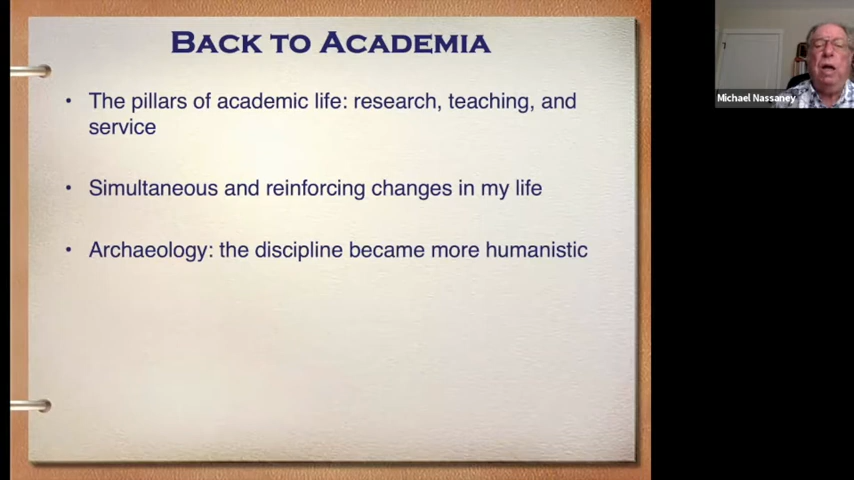 BACK TO ACADEMIA
• The pillars of academic life: research, teaching, and
service
• Simultaneous and reinforcing changes in my life
• Archaeology: the discipline became more humanistic
Michael Nassaney